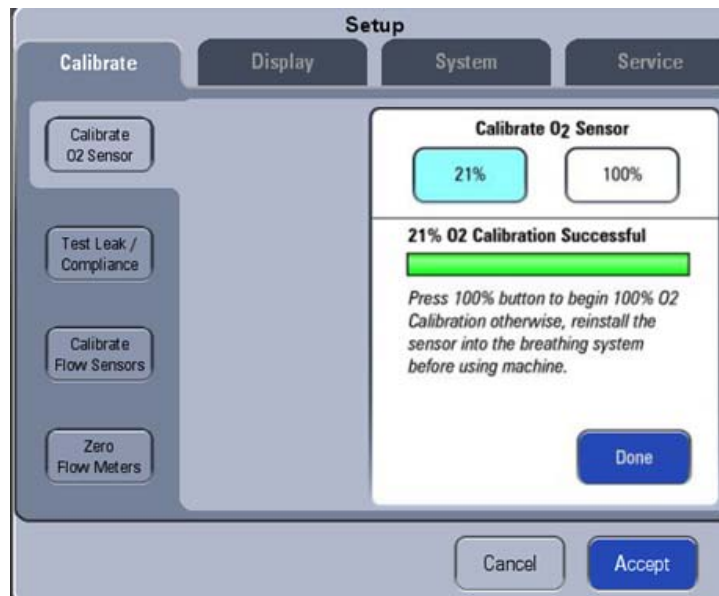 Setup
Calibrate
Display
System
Service
Calibrate
O2 Sensor
Test Leak /
Compliance
Calibrate
Flow Sensors
Zero
Flow Meters
Calibrate O2 Sensor
21%
100%
21% O2 Calibration Successful
Press 100% button to begin 100% O2
Calibration otherwise, reinstall the
sensor into the breathing system
before using machine.
Done
Cancel
Accept